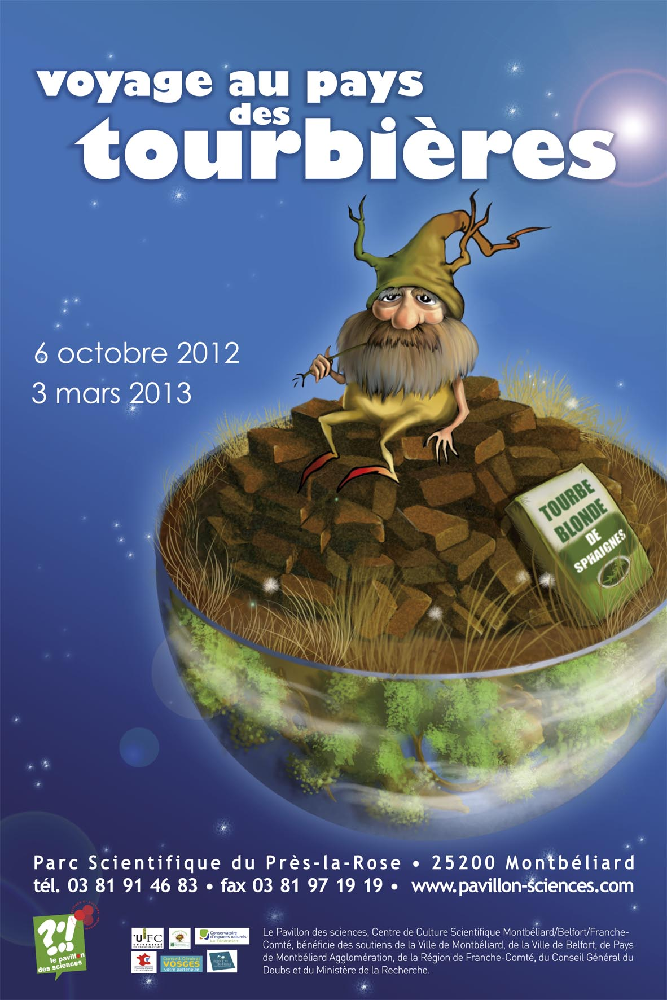 voyage au pays
des
tourbières
6 octobre 2012
3 mars 2013
TOURBE
BLONDE
DE
SPHAIGNES
Parc Scientifique du Près-la-Rose • 25200 Montbéliard
tél. 03 81 91 46 83 • fax 03 81 97 19 19 • www.pavillon-sciences.com
?!
le pavillon
des sciences
UFC
UNIVERSITÉ
DE FRANCHE-COMTÉ
Conservatoire
d'espaces naturels
La Fédération
Franche-Comté
Conseil régional
Conseil Général
VOSGES
votre partenaire
agence
de l'eau
Le Pavillon des sciences, Centre de Culture Scientifique Montbéliard/Belfort/Franche-
Comté, bénéficie des soutiens de la Ville de Montbéliard, de la Ville de Belfort, de Pays
de Montbéliard Agglomération, de la Région de Franche-Comté, du Conseil Général du
Doubs et du Ministère de la Recherche.